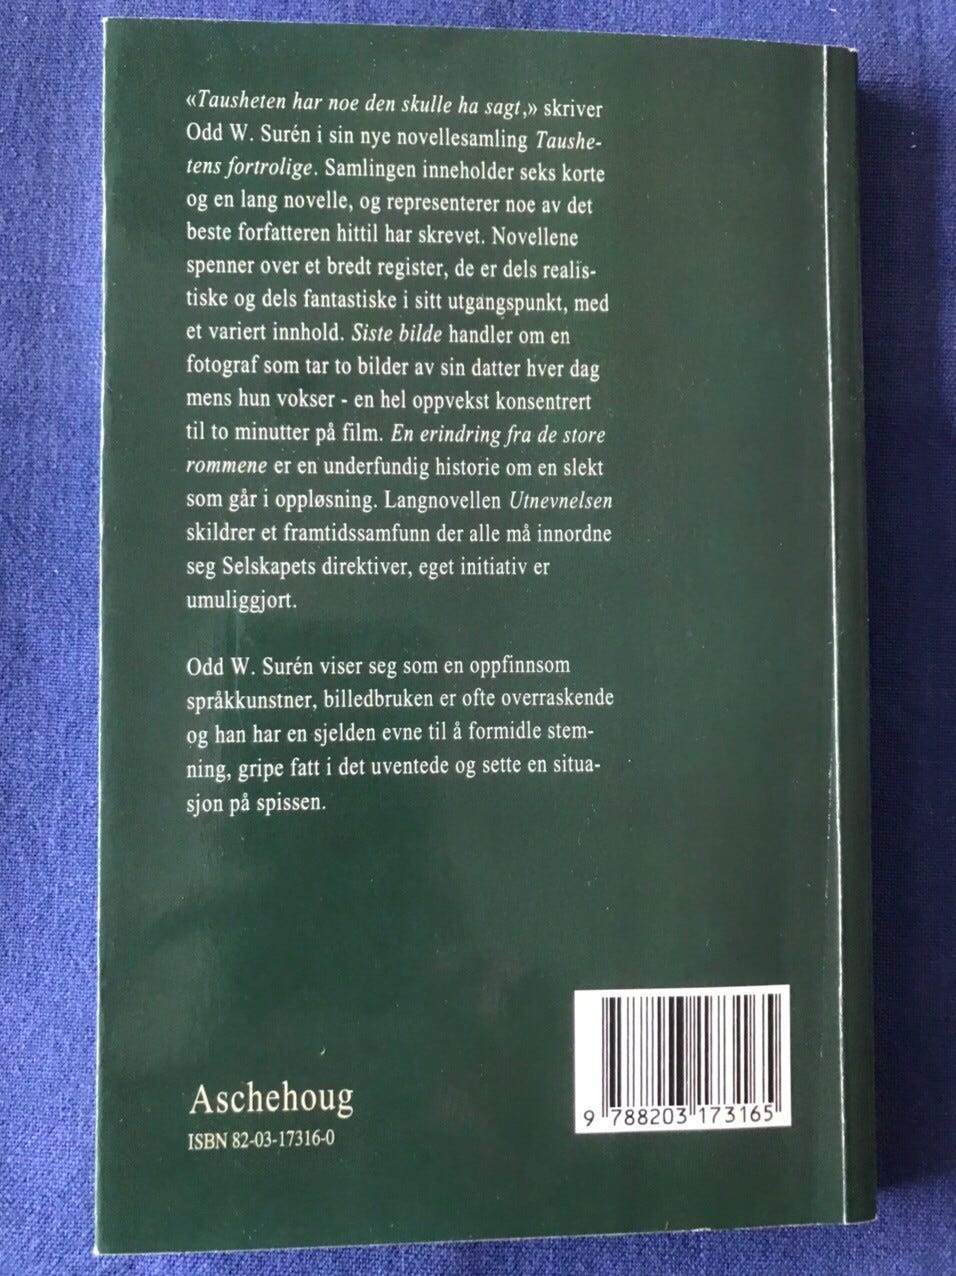 «Tausheten har noe den skulle ha sagt,» skriver
Odd W. Surén i sin nye novellesamling Taushe-
tens fortrolige. Samlingen inneholder seks korte
og en lang novelle, og representerer noe av det
beste forfatteren hittil har skrevet. Novellene
spenner over et bredt register, de er dels realis-
tiske og dels fantastiske i sitt utgangspunkt, med
et variert innhold. Siste bilde handler om en
fotograf som tar to bilder av sin datter hver dag
mens hun vokser - en hel oppvekst konsentrert
til to minutter på film. En erindring fra de store
rommene er en underfundig historie om en slekt
som går i oppløsning. Langnovellen Utnevnelsen
skildrer et framtidssamfunn der alle må innordne
seg Selskapets direktiver, eget initiativ er
umuliggjort.
Odd W. Surén viser seg som en oppfinnsom
språkkunstner, billedbruken er ofte overraskende
og han har en sjelden evne til å formidle stem-
ning, gripe fatt i det uventede og sette en situa-
sjon på spissen.
Aschehoug
ISBN 82-03-17316-0
9 788203 173165